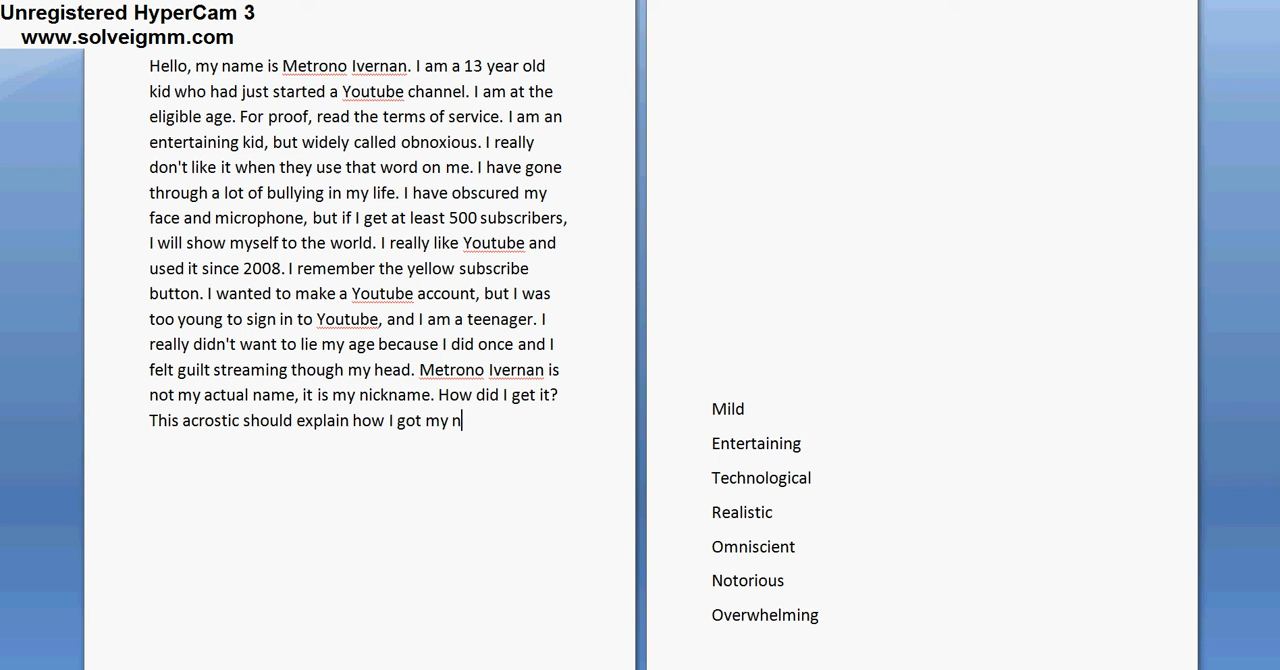 Unregistered HyperCam 3
www.solveigmm.com
Hello, my name is Metrono Ivernan. I am a 13 year old
kid who had just started a Youtube channel. I am at the
eligible age. For proof, read the terms of service. I am an
entertaining kid, but widely called obnoxious. I really
don't like it when they use that word on me. I have gone
through a lot of bullying in my life. I have obscured my
face and microphone, but if I get at least 500 subscribers,
I will show myself to the world. I really like Youtube and
used it since 2008. I remember the yellow subscribe
button. I wanted to make a Youtube account, but I was
too young to sign in to Youtube, and I am a teenager. I
really didn't want to lie my age because I did once and I
felt guilt streaming though my head. Metrono Ivernan is
not my actual name, it is my nickname. How did I get it?
This acrostic should explain how I got my n
Mild
Entertaining
Technological
Realistic
Omniscient
Notorious
Overwhelming